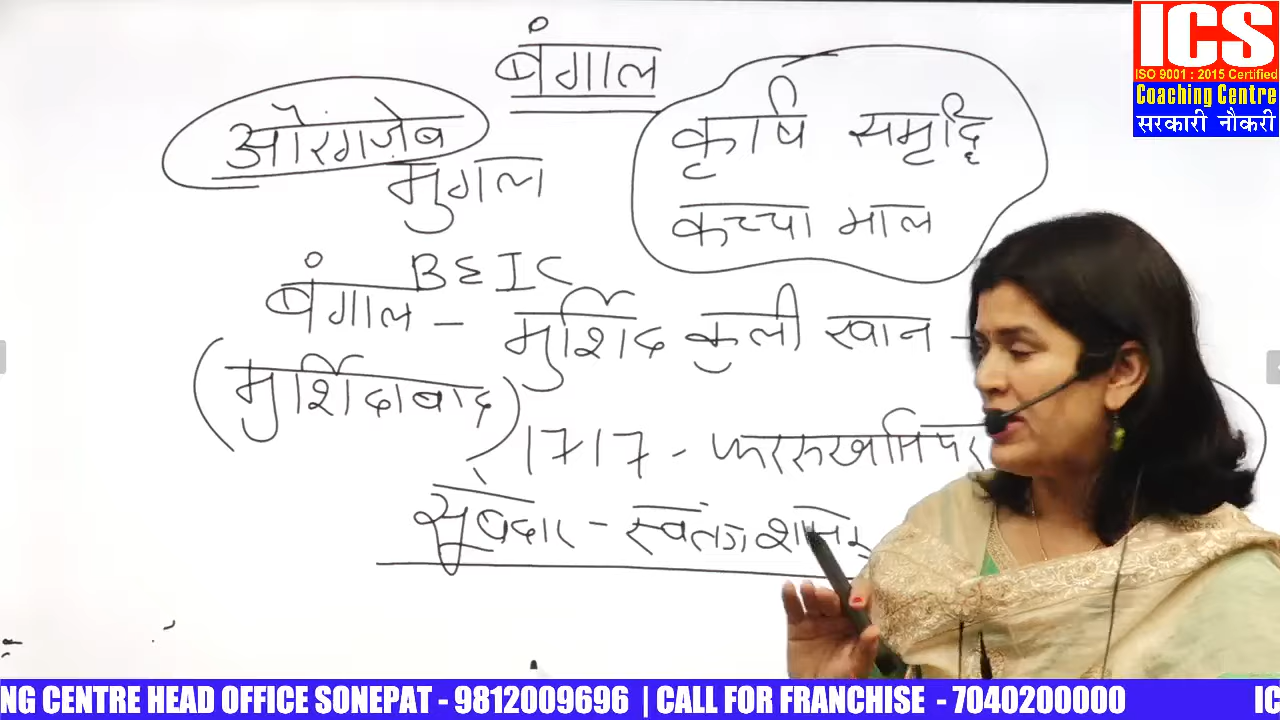 बंगाल
औरंगज़ेब
मुगल
कृषि समृद्धि
कच्चा माल
BEIC
बंगाल - मुर्शिद कुली खान -
(मुर्शिदाबाद)
1717 - फररुखसियर
सूबेदार - स्वतंत्र शासक
ICS
ISO 9001 : 2015 Certified
Coaching Centre
सरकारी नौकरी
NG CENTRE HEAD OFFICE SONEPAT - 9812009696 | CALL FOR FRANCHISE - 7040200000 IC